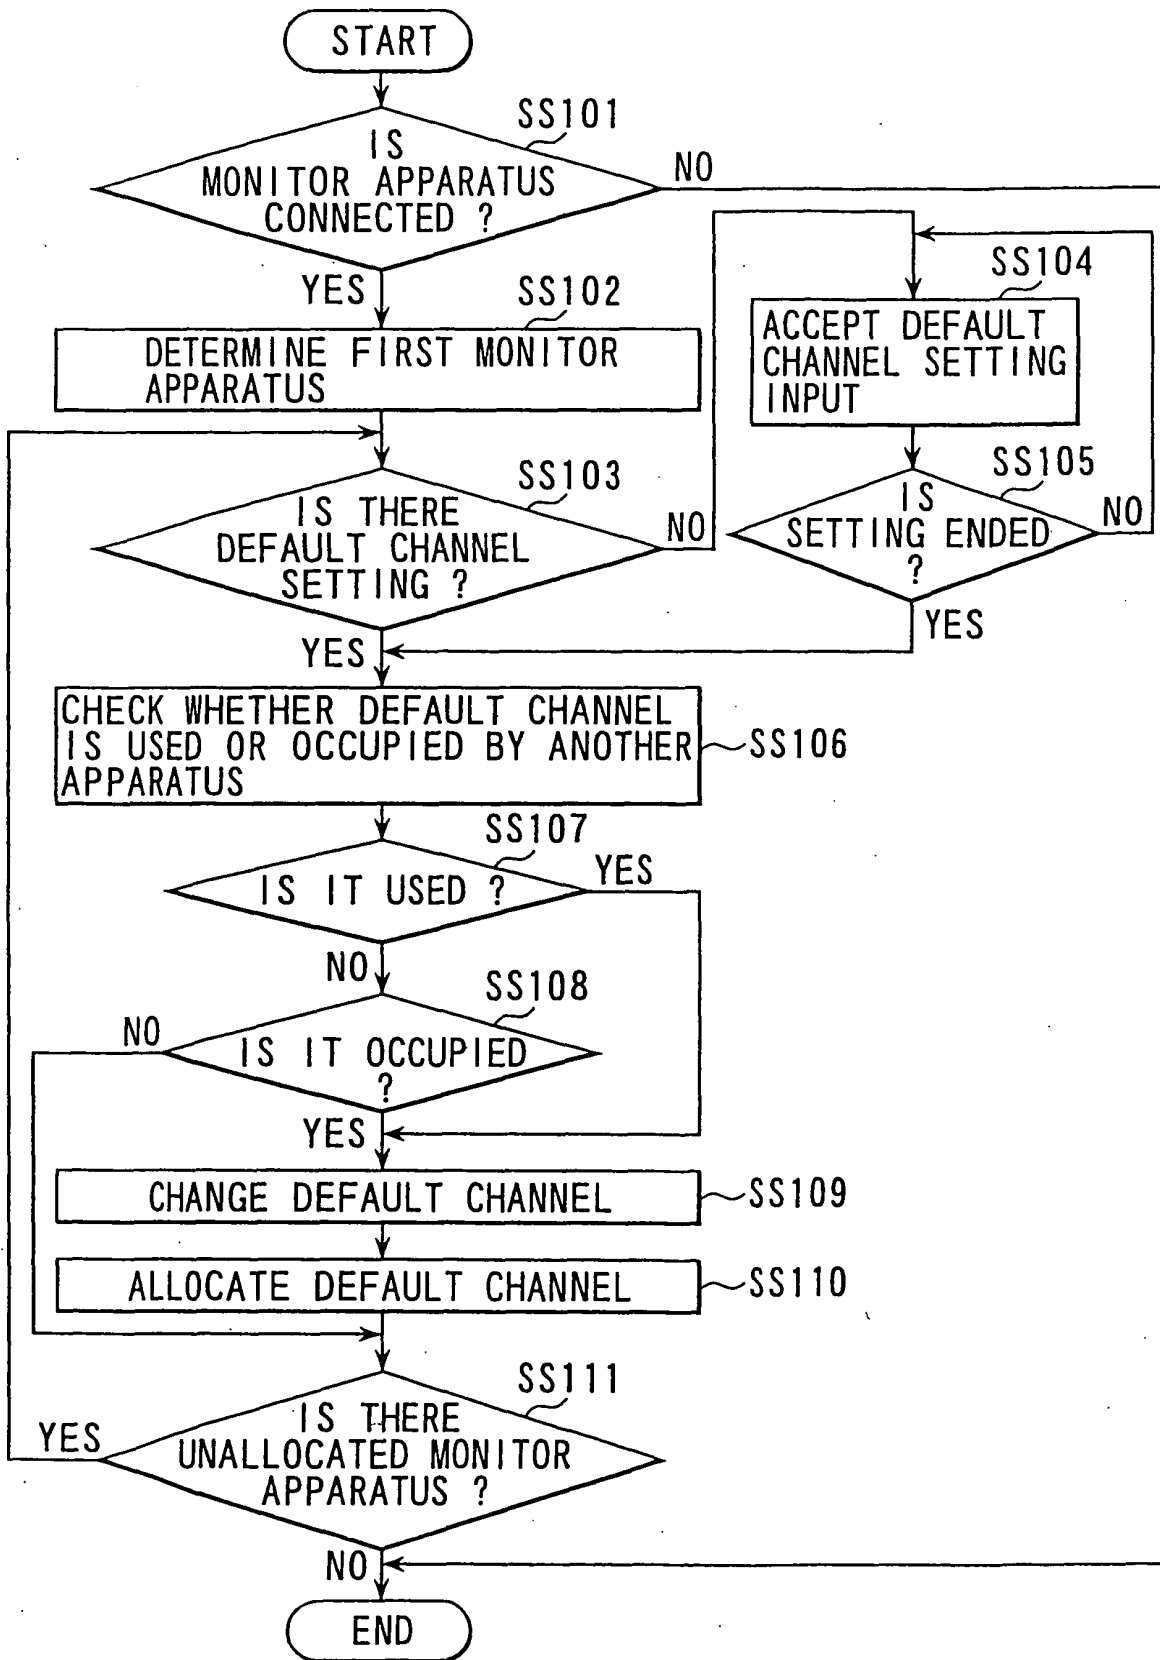 START
SS101
IS
MONITOR APPARATUS
CONNECTED ?
NO
YES
SS102
DETERMINE FIRST MONITOR
APPARATUS
SS103
IS THERE
DEFAULT CHANNEL
SETTING ?
NO
YES
SS104
ACCEPT DEFAULT
CHANNEL SETTING
INPUT
SS105
IS
SETTING ENDED
?
NO
YES
CHECK WHETHER DEFAULT CHANNEL
IS USED OR OCCUPIED BY ANOTHER
APPARATUS
SS106
SS107
IS IT USED ?
YES
NO
SS108
NO
IS IT OCCUPIED
?
YES
CHANGE DEFAULT CHANNEL
SS109
ALLOCATE DEFAULT CHANNEL
SS110
SS111
IS THERE
UNALLOCATED MONITOR
APPARATUS ?
YES
NO
END